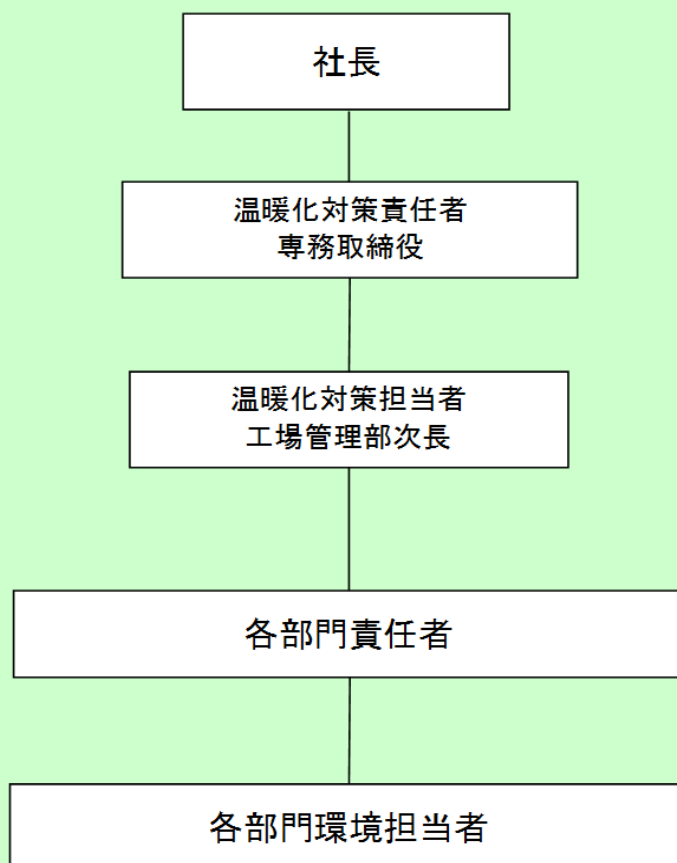 社長
温暖化対策責任者
専務取締役
温暖化対策担当者
工場管理部次長
各部門責任者
各部門環境担当者